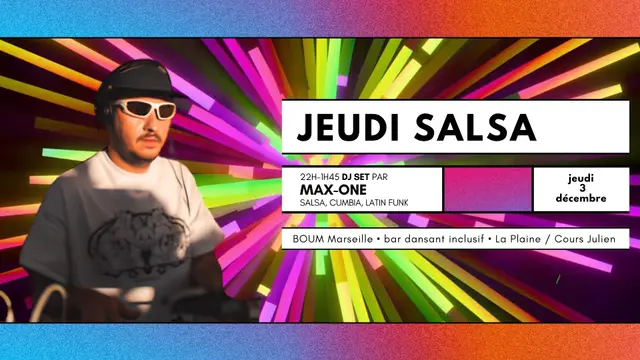 JEUDI SALSA
22H-1H45 DJ SET PAR
MAX-ONE
SALSA, CUMBIA, LATIN FUNK
jeudi
3
décembre
BOUM Marseille • bar dansant inclusif • La Plaine / Cours Julien